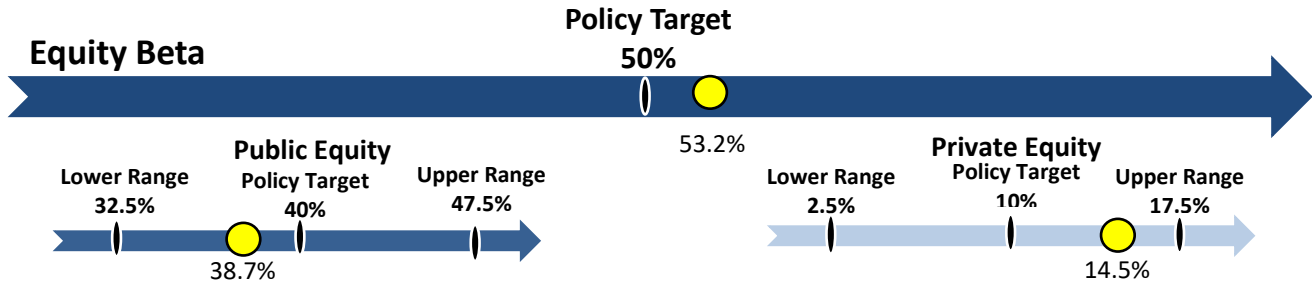 Policy Target
50%
Equity Beta
53.2%
Public Equity
Policy Target
40%
Lower Range
32.5%
Upper Range
47.5%
38.7%
Private Equity
Policy Target
10%
Lower Range
2.5%
Upper Range
17.5%
14.5%